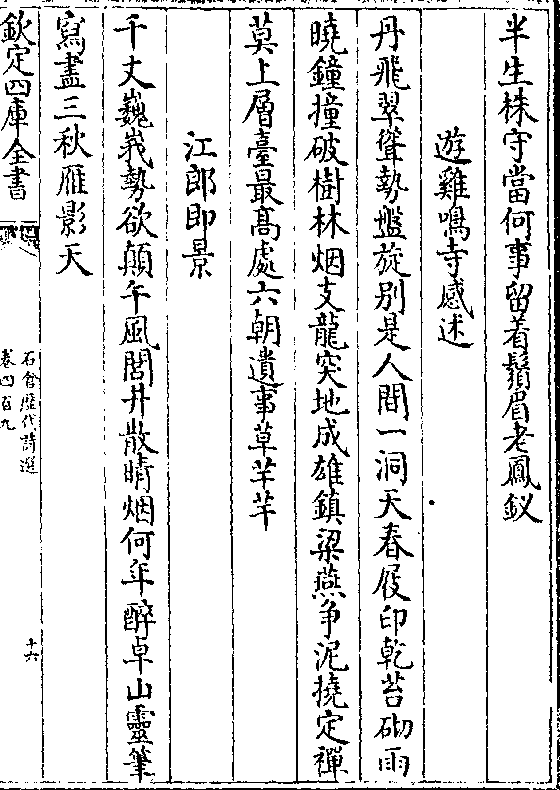 半生株守當何事留着鬚眉老鳳釵
遊雞鳴寺感述
丹飛翠聳勢盤旋别是人間一洞天春屐印乾苔砌雨
曉鐘撞破樹林烟支龍突地成雄鎮梁燕争泥撓定禪
莫上層臺最高處六朝遺事草芊芊
江郎即景
千丈巍峩勢欲顛午風閭井散晴烟何年醉卓山靈筆
寫盡三秋雁影天
欽定四庫全書
石倉歷代詩選
卷四百九
十六